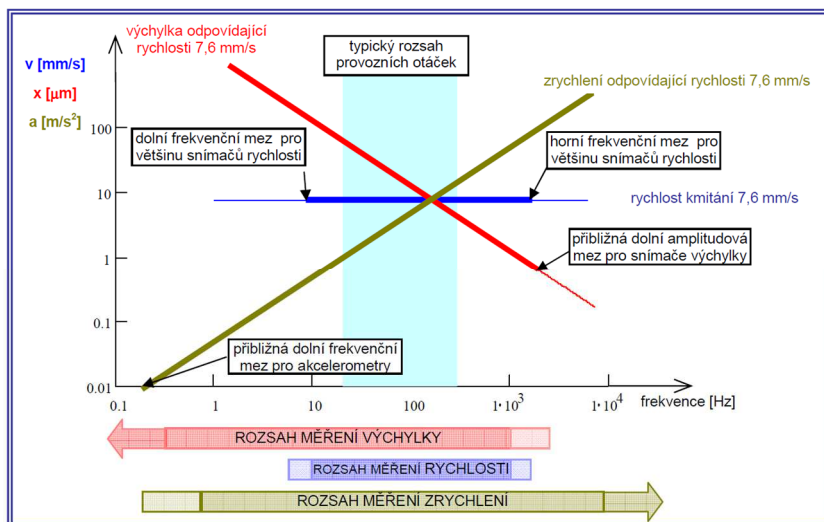 výchylka odpovídající
rychlosti 7,6 mm/s
typický rozsah
provozních otáček
v [mm/s]
x [µm]
a [m/s²]
zrychlení odpovídající rychlosti 7,6 mm/s
100
dolní frekvenční mez pro
většinu snímačů rychlosti
horní frekvenční mez pro
většinu snímačů rychlosti
10
rychlost kmitání 7,6 mm/s
1
přibližná dolní amplitudová
mez pro snímače výchylky
0.1
přibližná dolní frekvenční
mez pro akcelerometry
0.01
0.1 1 10 100 1·10³ 1·10⁴
frekvence [Hz]
ROZSAH MĚŘENÍ VÝCHYLKY
ROZSAH MĚŘENÍ RYCHLOSTI
ROZSAH MĚŘENÍ ZRYCHLENÍ